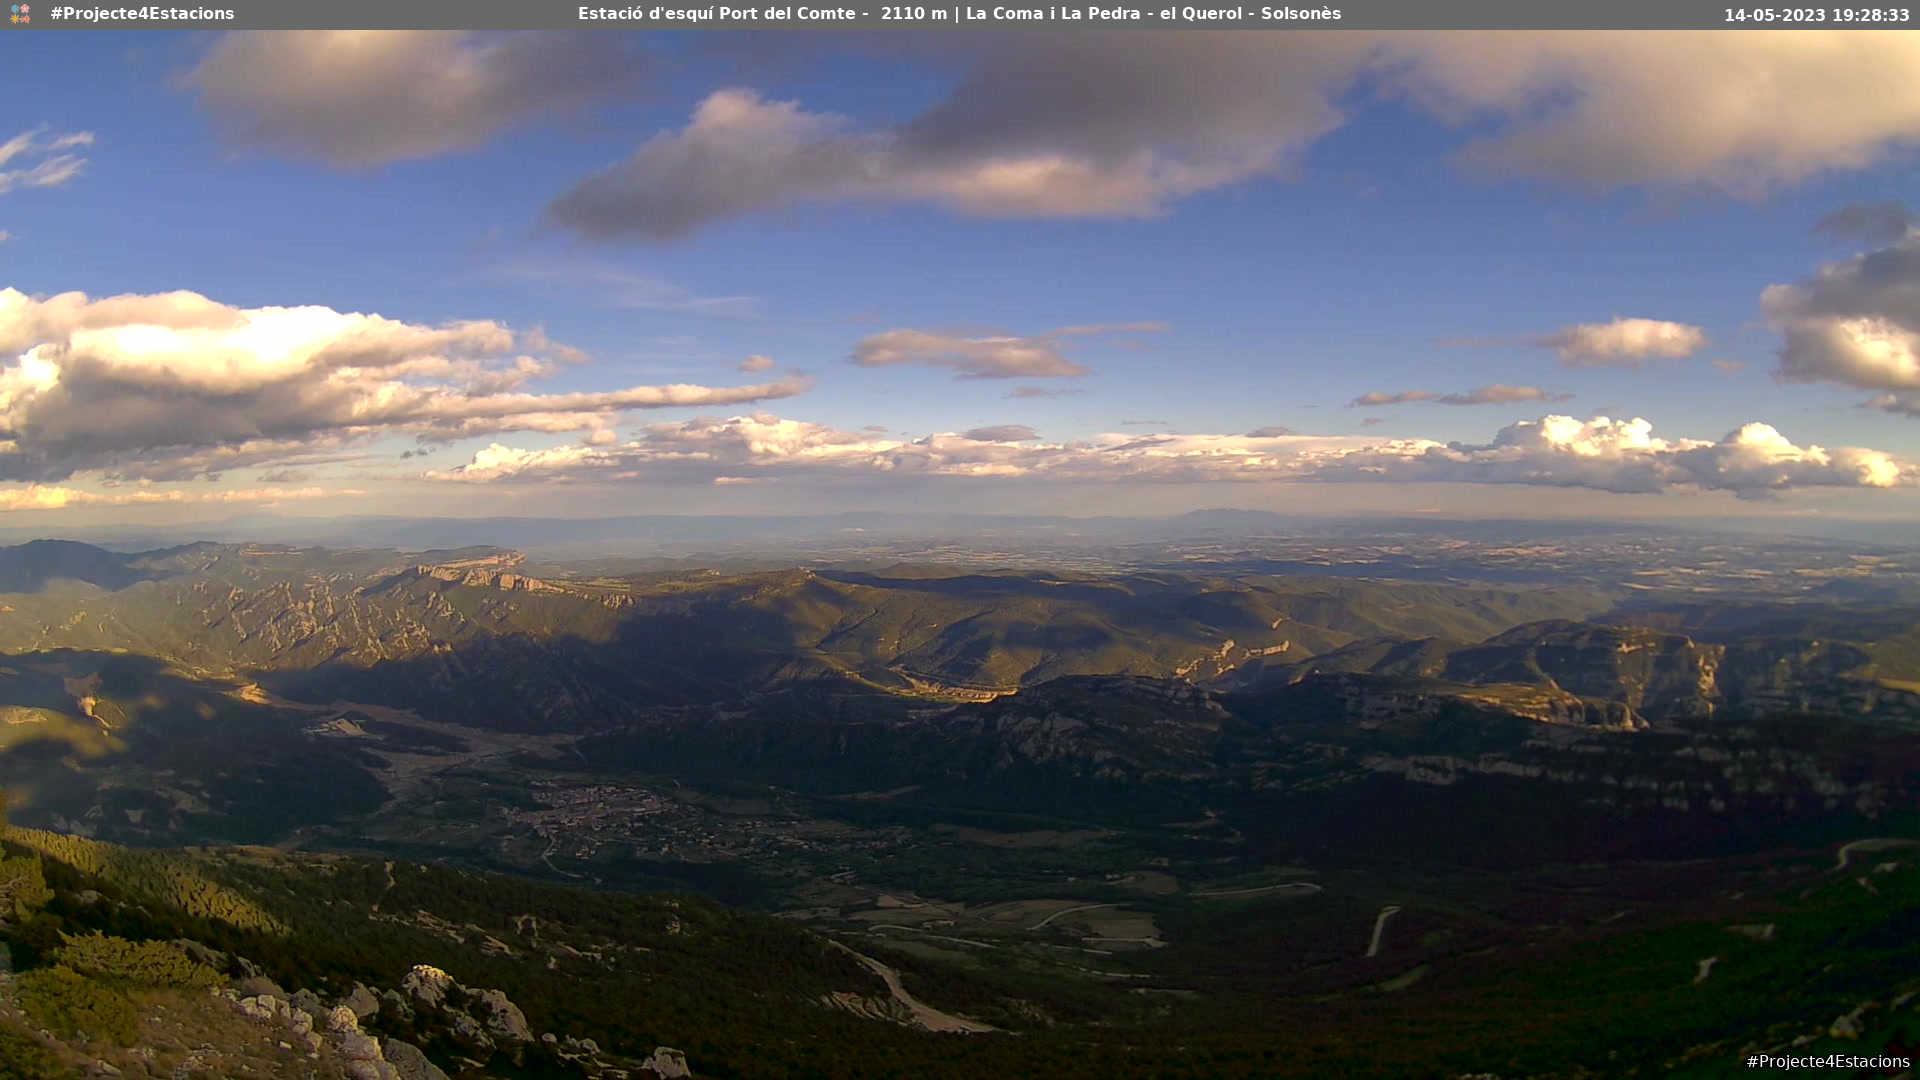 #Projecte4Estacions
Estació d'esquí Port del Comte -  2110 m | La Coma i La Pedra - el Querol - Solsonès
14-05-2023 19:28:33
#Projecte4Estacions